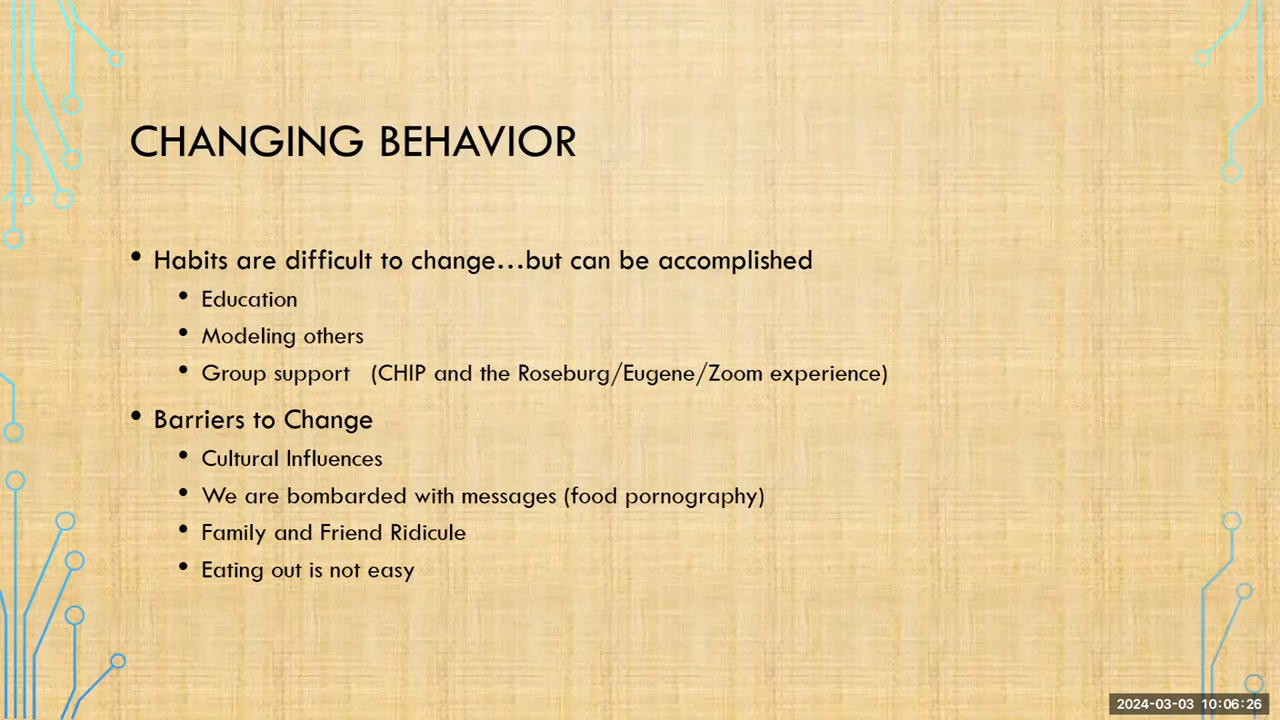 CHANGING BEHAVIOR
• Habits are difficult to change...but can be accomplished
• Education
• Modeling others
• Group support (CHIP and the Roseburg/Eugene/Zoom experience)
• Barriers to Change
• Cultural Influences
• We are bombarded with messages (food pornography)
• Family and Friend Ridicule
• Eating out is not easy
2024-03-03 10:06:26